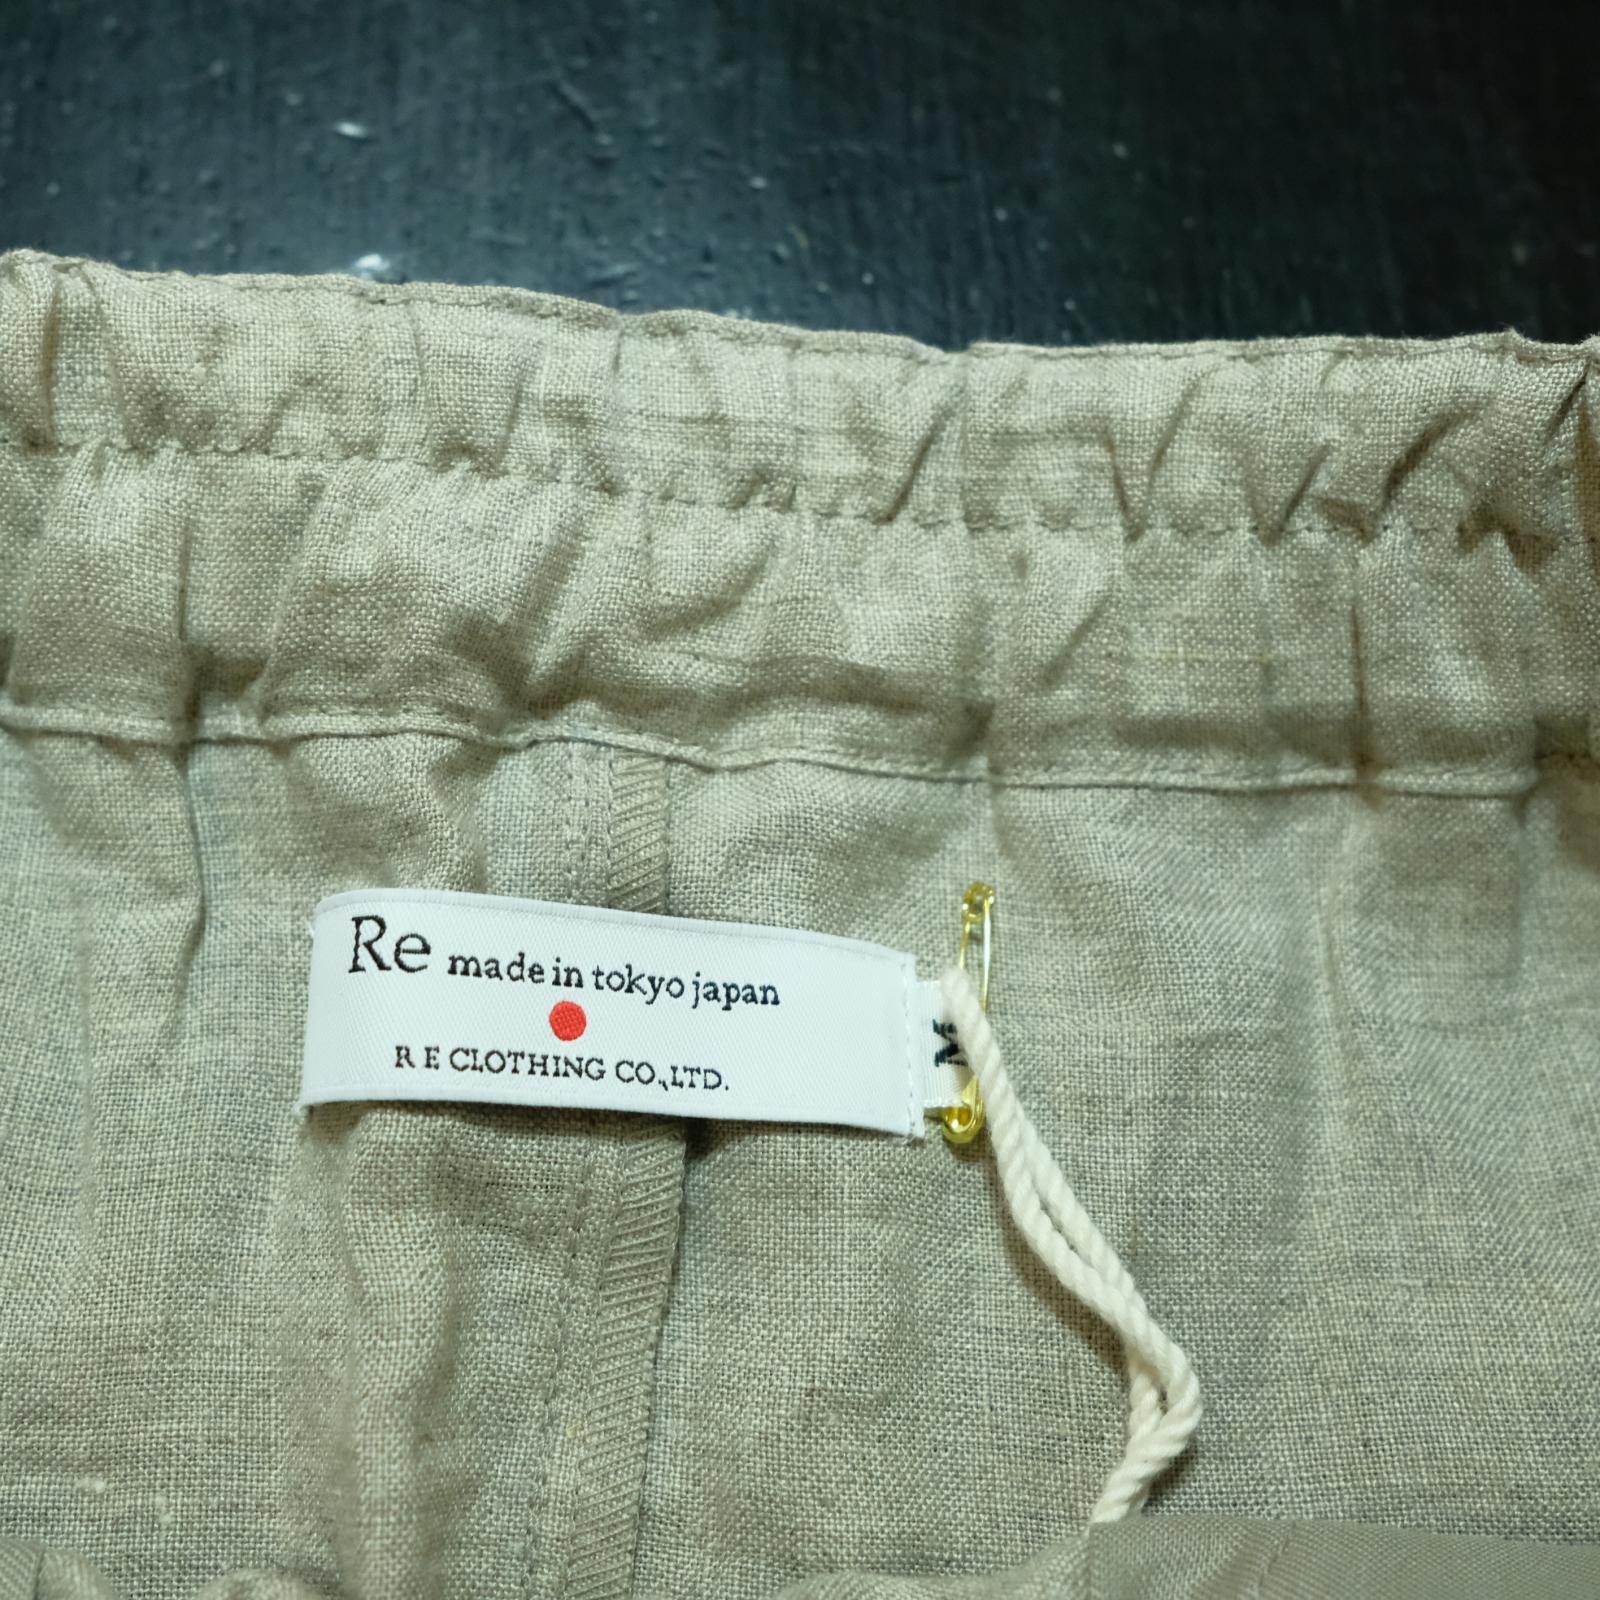 Re made in tokyo japan
R E CLOTHING CO.,LTD.
M